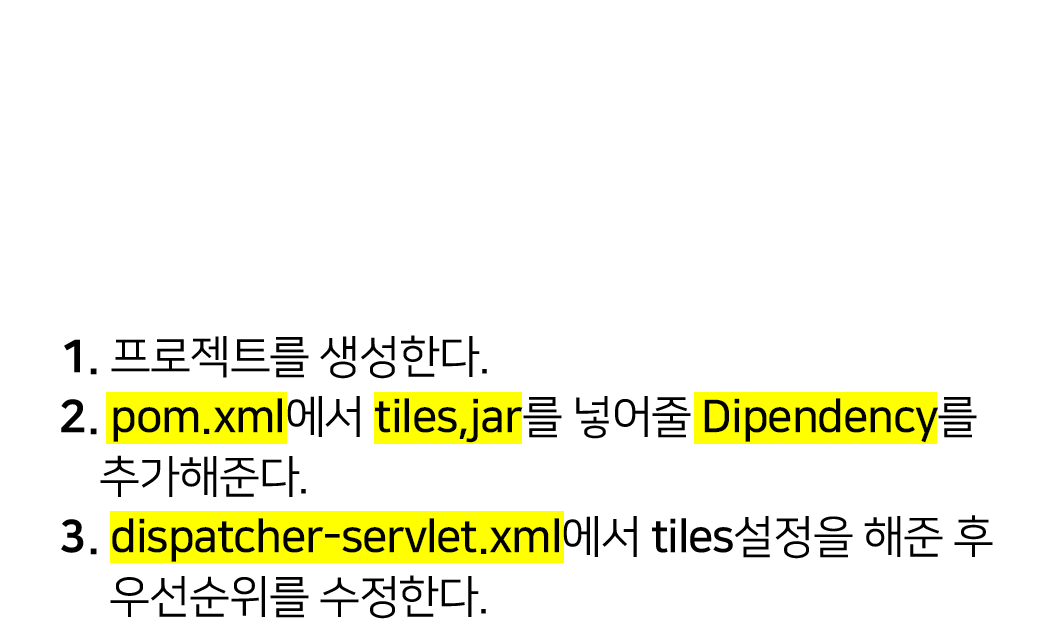 1. 프로젝트를 생성한다.
2. pom.xml에서 tiles,jar를 넣어줄 Dipendency를
추가해준다.
3. dispatcher-servlet.xml에서 tiles설정을 해준 후
우선순위를 수정한다.